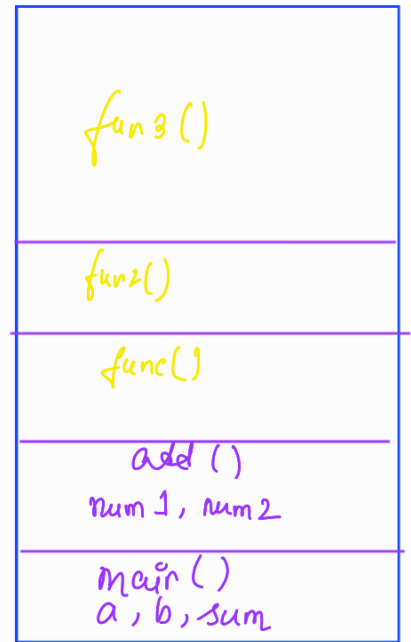 fun3()
fun2()
func()
add()
num1, num2
main()
a, b, sum